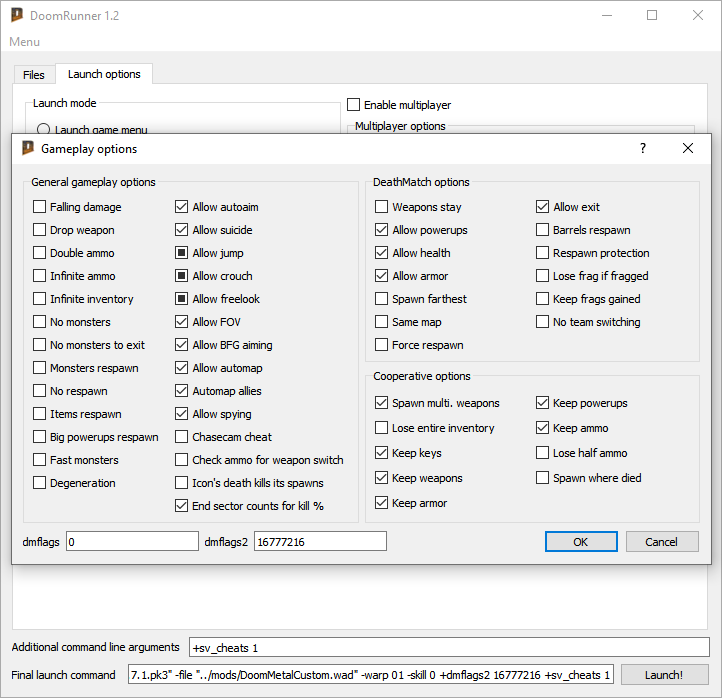 DoomRunner 1.2
Menu
Files
Launch options
Launch mode
Enable multiplayer
Launch game menu
Multiplayer options
Gameplay options
?
General gameplay options
Falling damage
Drop weapon
Double ammo
Infinite ammo
Infinite inventory
No monsters
No monsters to exit
Monsters respawn
No respawn
Items respawn
Big powerups respawn
Fast monsters
Degeneration
Allow autoaim
Allow suicide
Allow jump
Allow crouch
Allow freelook
Allow FOV
Allow BFG aiming
Allow automap
Automap allies
Allow spying
Chasecam cheat
Check ammo for weapon switch
Icon's death kills its spawns
End sector counts for kill %
DeathMatch options
Weapons stay
Allow powerups
Allow health
Allow armor
Spawn farthest
Same map
Force respawn
Allow exit
Barrels respawn
Respawn protection
Lose frag if fragged
Keep frags gained
No team switching
Cooperative options
Spawn multi. weapons
Lose entire inventory
Keep keys
Keep weapons
Keep armor
Keep powerups
Keep ammo
Lose half ammo
Spawn where died
dmflags 0
dmflags2 16777216
OK
Cancel
Additional command line arguments +sv_cheats 1
Final launch command 7.1.pk3" -file "../mods/DoomMetalCustom.wad" -warp 01 -skill 0 +dmflags2 16777216 +sv_cheats 1
Launch!